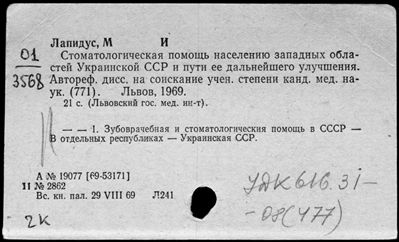 Лапидус, М И
01
3568
Стоматологическая помощь населению западных обла-
стей Украинской ССР и пути ее дальнейшего улучшения.
Автореф. дисс. на соискание учен. степени канд. мед. на-
ук. (771). Львов, 1969.
21 с. (Львовский гос. мед. ин-т).
— — 1. Зубоврачебная и стоматологическия помощь в СССР —
В отдельных республиках — Украинская ССР.
А № 19077 [69-53171]
11 № 2862
Вс. кн. пал. 29 VIII 69 Л241
УДК 616.31—
—08(477)
2к